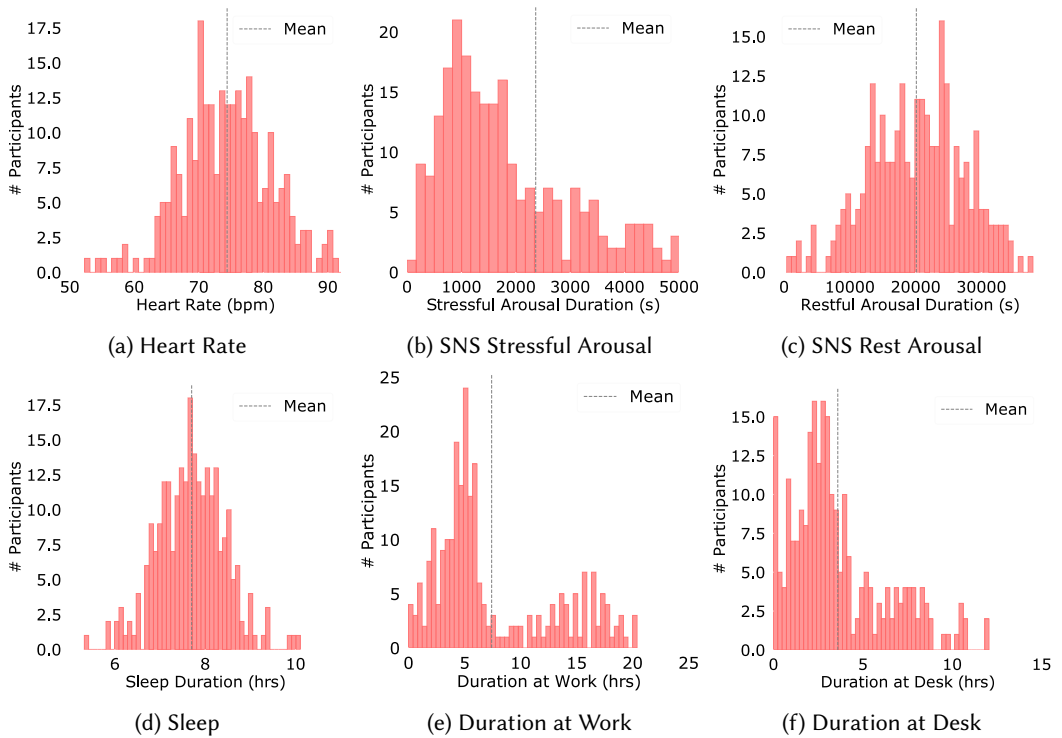 17.5
15.0
12.5
10.0
7.5
5.0
2.5
0.0
# Participants
Mean
50 60 70 80 90
Heart Rate (bpm)
(a) Heart Rate
20
15
10
5
0
# Participants
Mean
0 1000 2000 3000 4000 5000
Stressful Arousal Duration (s)
(b) SNS Stressful Arousal
15.0
12.5
10.0
7.5
5.0
2.5
0.0
# Participants
Mean
0 10000 20000 30000
Restful Arousal Duration (s)
(c) SNS Rest Arousal
17.5
15.0
12.5
10.0
7.5
5.0
2.5
0.0
# Participants
Mean
6 8 10
Sleep Duration (hrs)
(d) Sleep
25
20
15
10
5
0
# Participants
Mean
0 5 10 15 20 25
Duration at Work (hrs)
(e) Duration at Work
15.0
12.5
10.0
7.5
5.0
2.5
0.0
# Participants
Mean
0 5 10 15
Duration at Desk (hrs)
(f) Duration at Desk